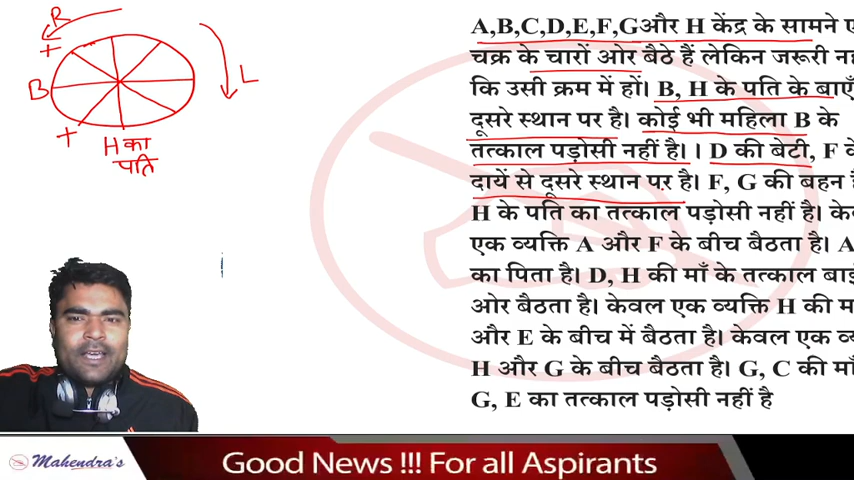 R
+
B
+
H का
पति
L
A,B,C,D,E,F,Gऔर H केंद्र के सामने
चक्र के चारों ओर बैठे हैं लेकिन जरूरी
कि उसी क्रम में हों। B, H के पति के बाएँ
दूसरे स्थान पर है। कोई भी महिला B के
तत्काल पड़ोसी नहीं है। । D की बेटी, F
दायें से दूसरे स्थान पर है। F, G की बहन
H के पति का तत्काल पड़ोसी नहीं है।
एक व्यक्ति A और F के बीच बैठता है। A
का पिता है। D, H की माँ के तत्काल
ओर बैठता है। केवल एक व्यक्ति H की
और E के बीच में बैठता है। केवल एक
H और G के बीच बैठता है। G, C की
G, E का तत्काल पड़ोसी नहीं है
Mahendra's
Good News !!! For all Aspirants